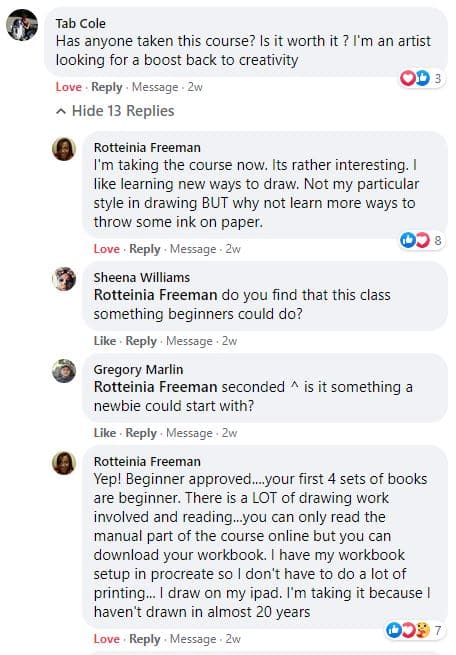 Tab Cole
Has anyone taken this course? Is it worth it ? I'm an artist
looking for a boost back to creativity
3
Love · Reply · Message · 2w
Hide 13 Replies
Rotteinia Freeman
I'm taking the course now. Its rather interesting. I
like learning new ways to draw. Not my particular
style in drawing BUT why not learn more ways to
throw some ink on paper.
8
Love · Reply · Message · 2w
Sheena Williams
Rotteinia Freeman do you find that this class
something beginners could do?
Like · Reply · Message · 2w
Gregory Marlin
Rotteinia Freeman seconded ^ is it something a
newbie could start with?
Like · Reply · Message · 2w
Rotteinia Freeman
Yep! Beginner approved....your first 4 sets of books
are beginner. There is a LOT of drawing work
involved and reading...you can only read the
manual part of the course online but you can
download your workbook. I have my workbook
setup in procreate so I don't have to do a lot of
printing... I draw on my ipad. I'm taking it because I
haven't drawn in almost 20 years
7
Love · Reply · Message · 2w